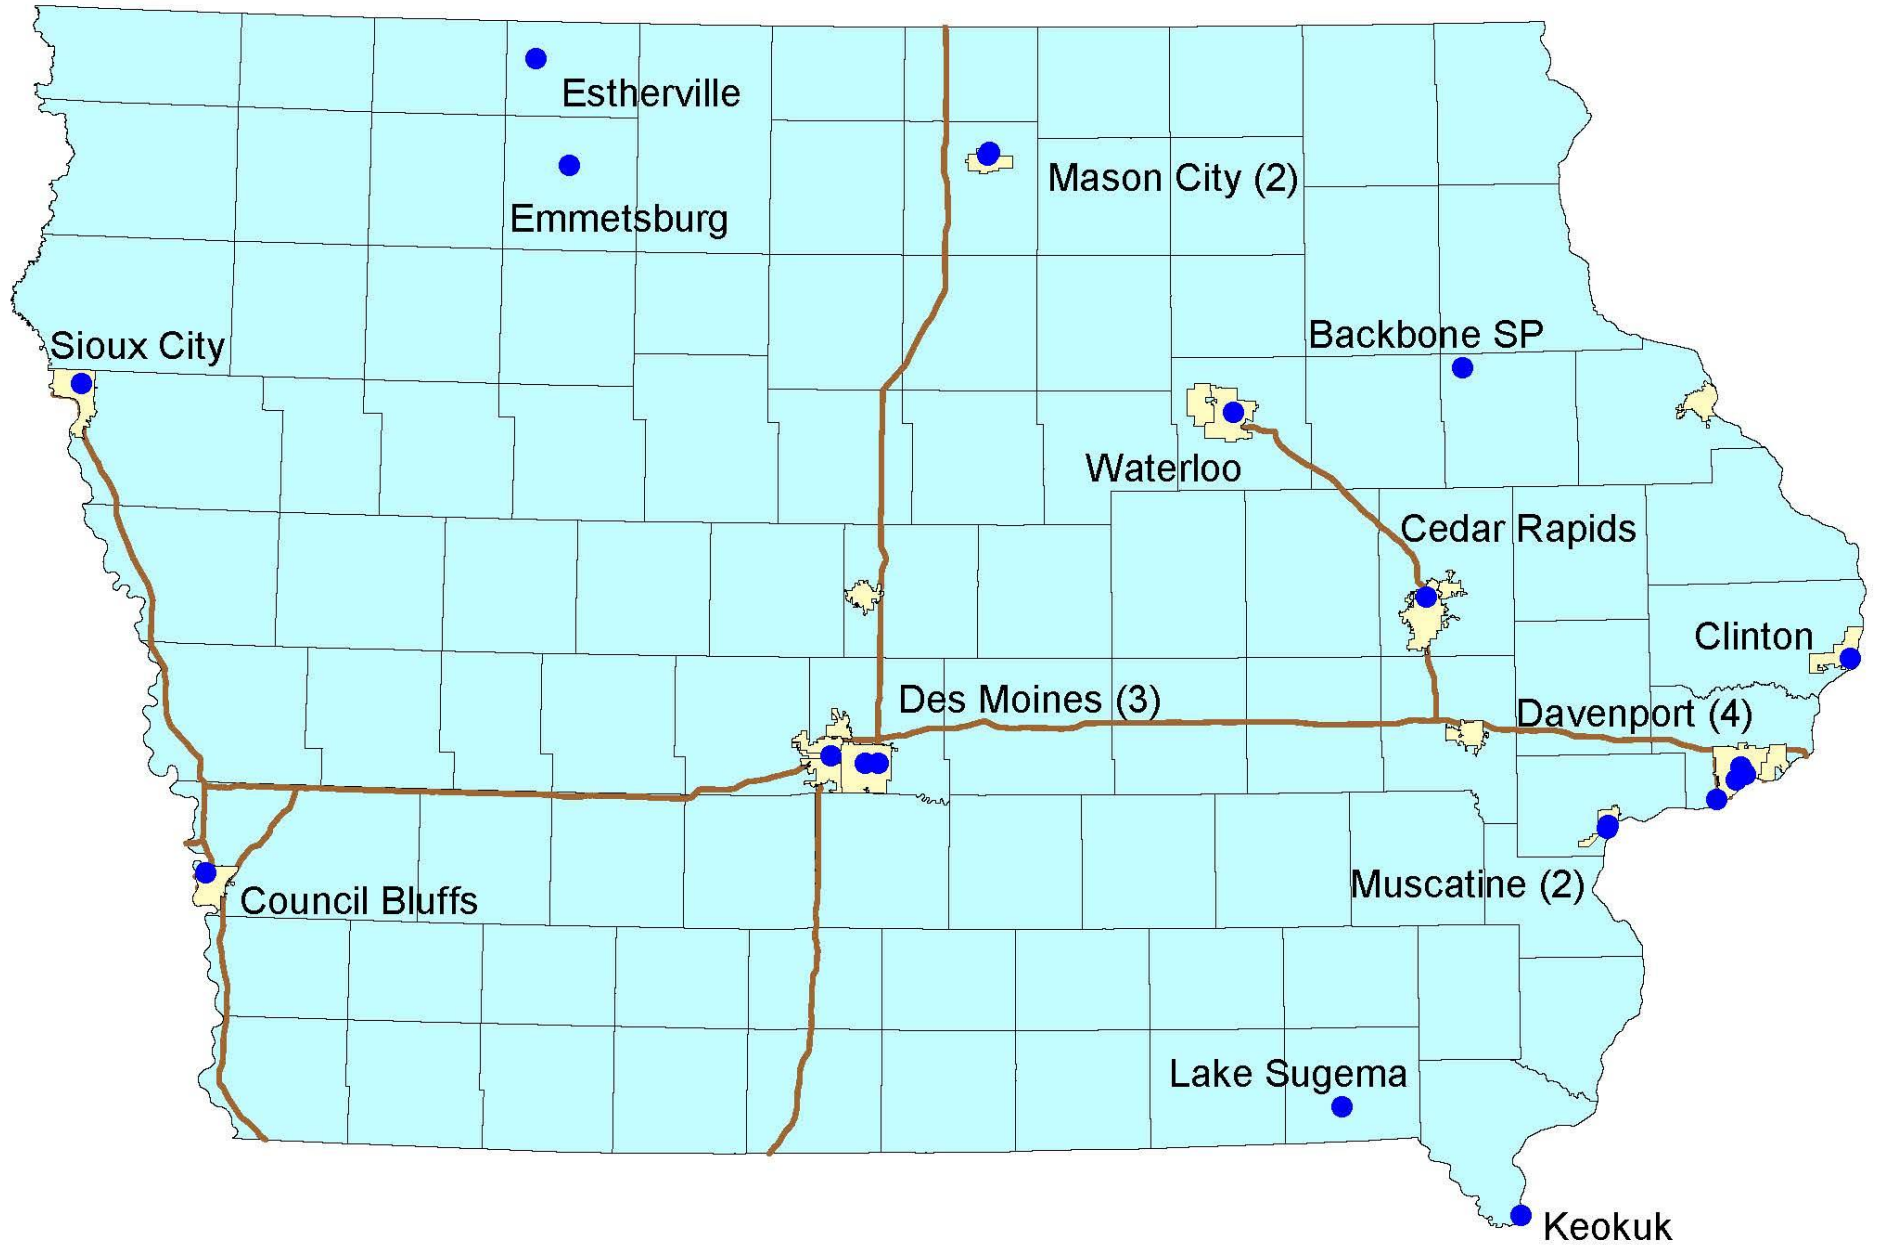 Estherville
Mason City (2)
Emmetsburg
Backbone SP
Sioux City
Waterloo
Cedar Rapids
Clinton
Des Moines (3)
Davenport (4)
Muscatine (2)
Council Bluffs
Lake Sugema
Keokuk